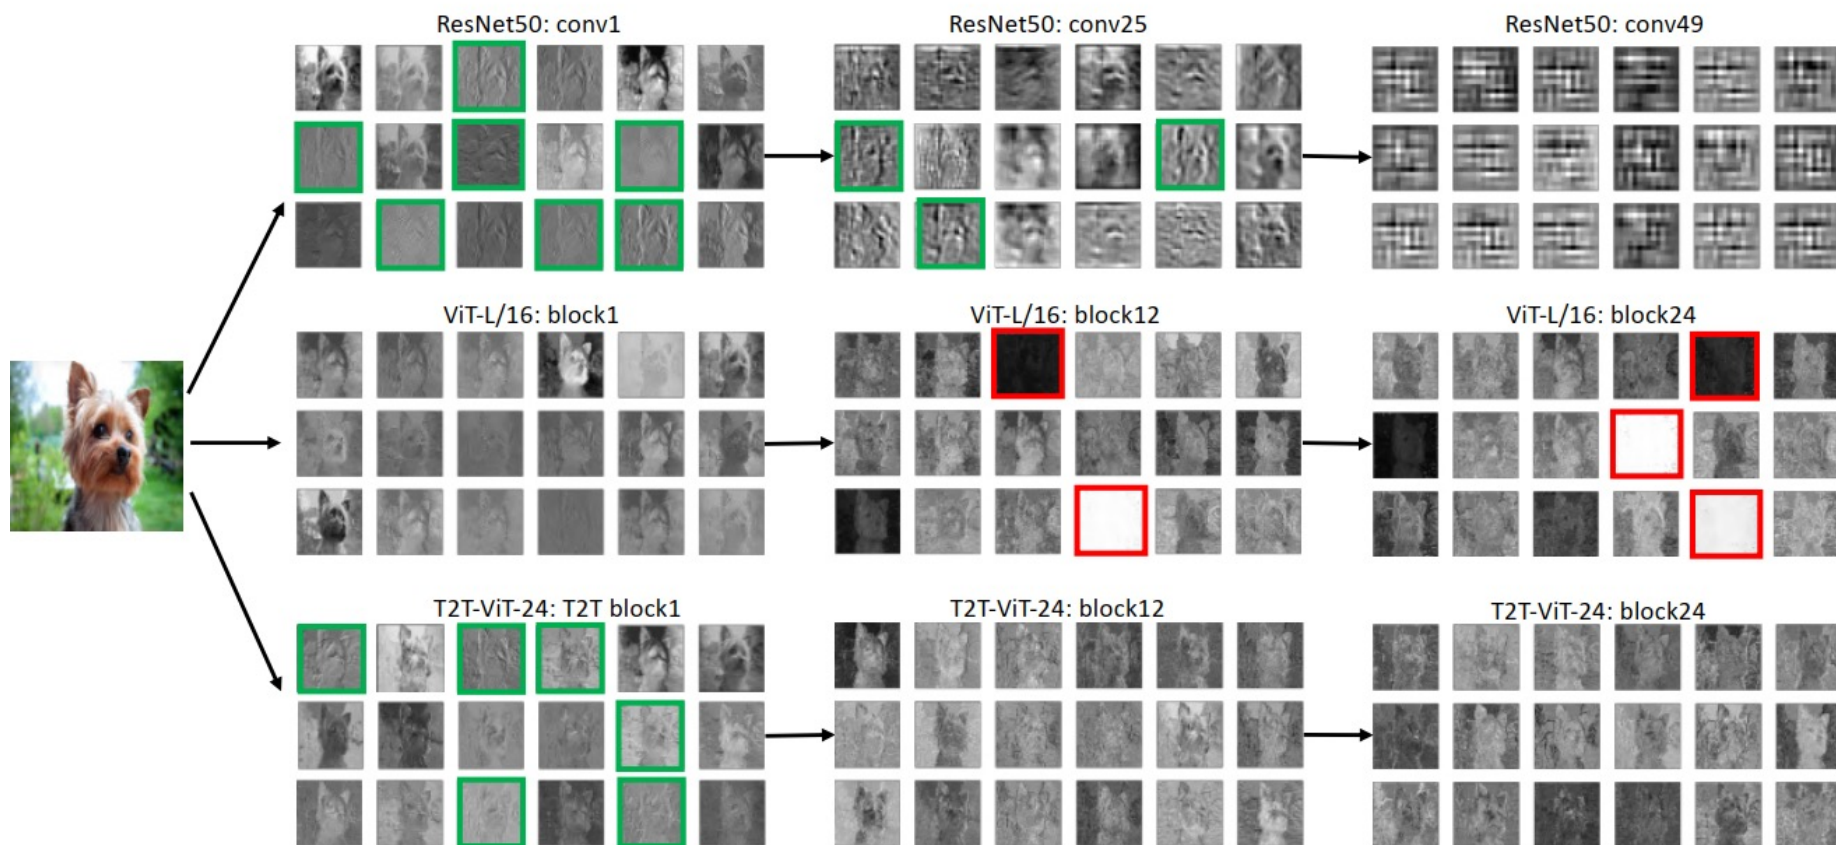 ResNet50: conv1
ResNet50: conv25
ResNet50: conv49
ViT-L/16: block1
ViT-L/16: block12
ViT-L/16: block24
T2T-ViT-24: T2T block1
T2T-ViT-24: block12
T2T-ViT-24: block24